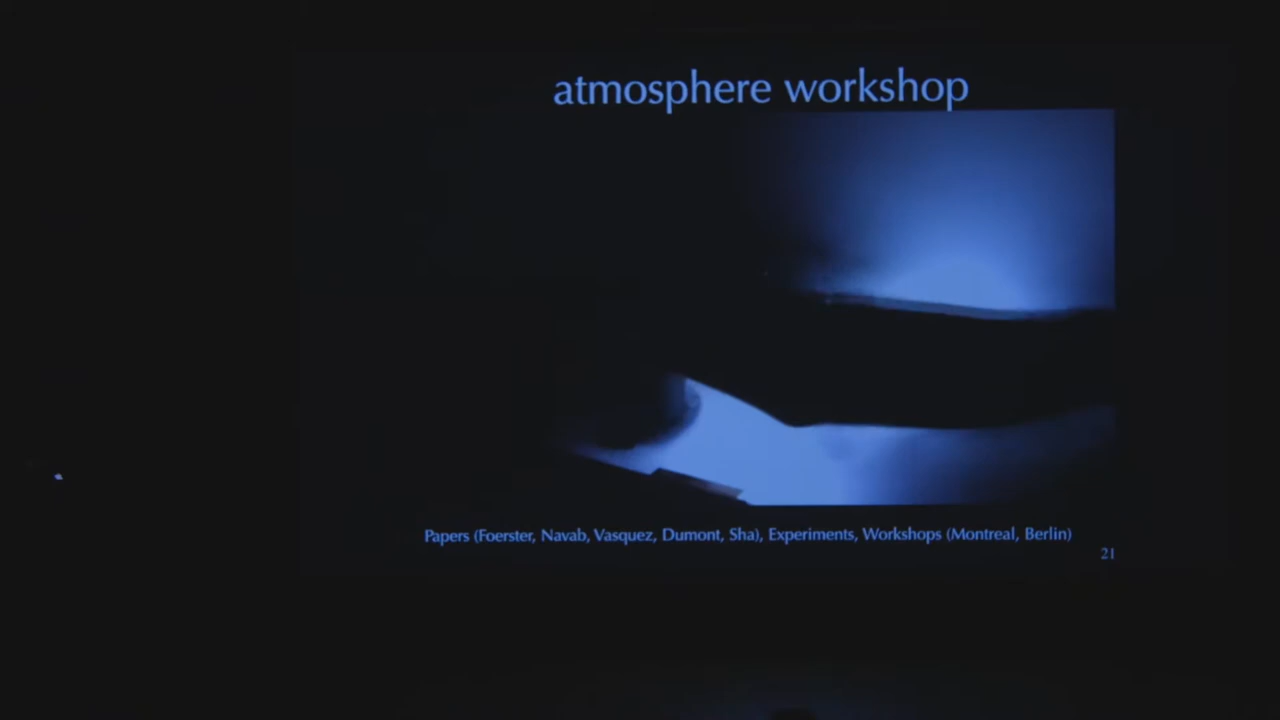 atmosphere workshop
Papers (Foerster, Navab, Vasquez, Dumont, Sha), Experiments, Workshops (Montreal, Berlin)
21